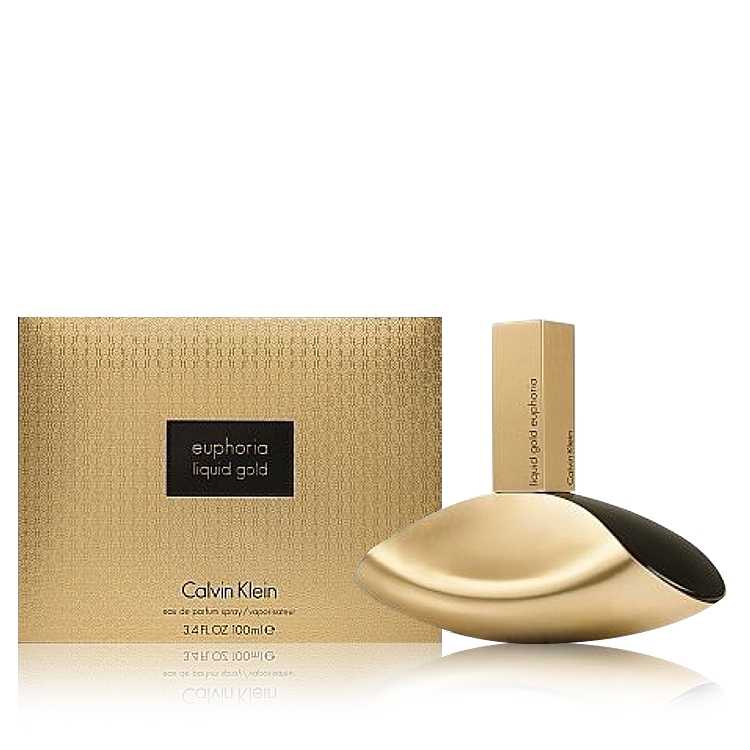 euphoria
liquid gold
Calvin Klein
eau de parfum spray/vaporisateur
3.4 FL OZ 100ml ℮
liquid gold euphoria
Calvin Klein